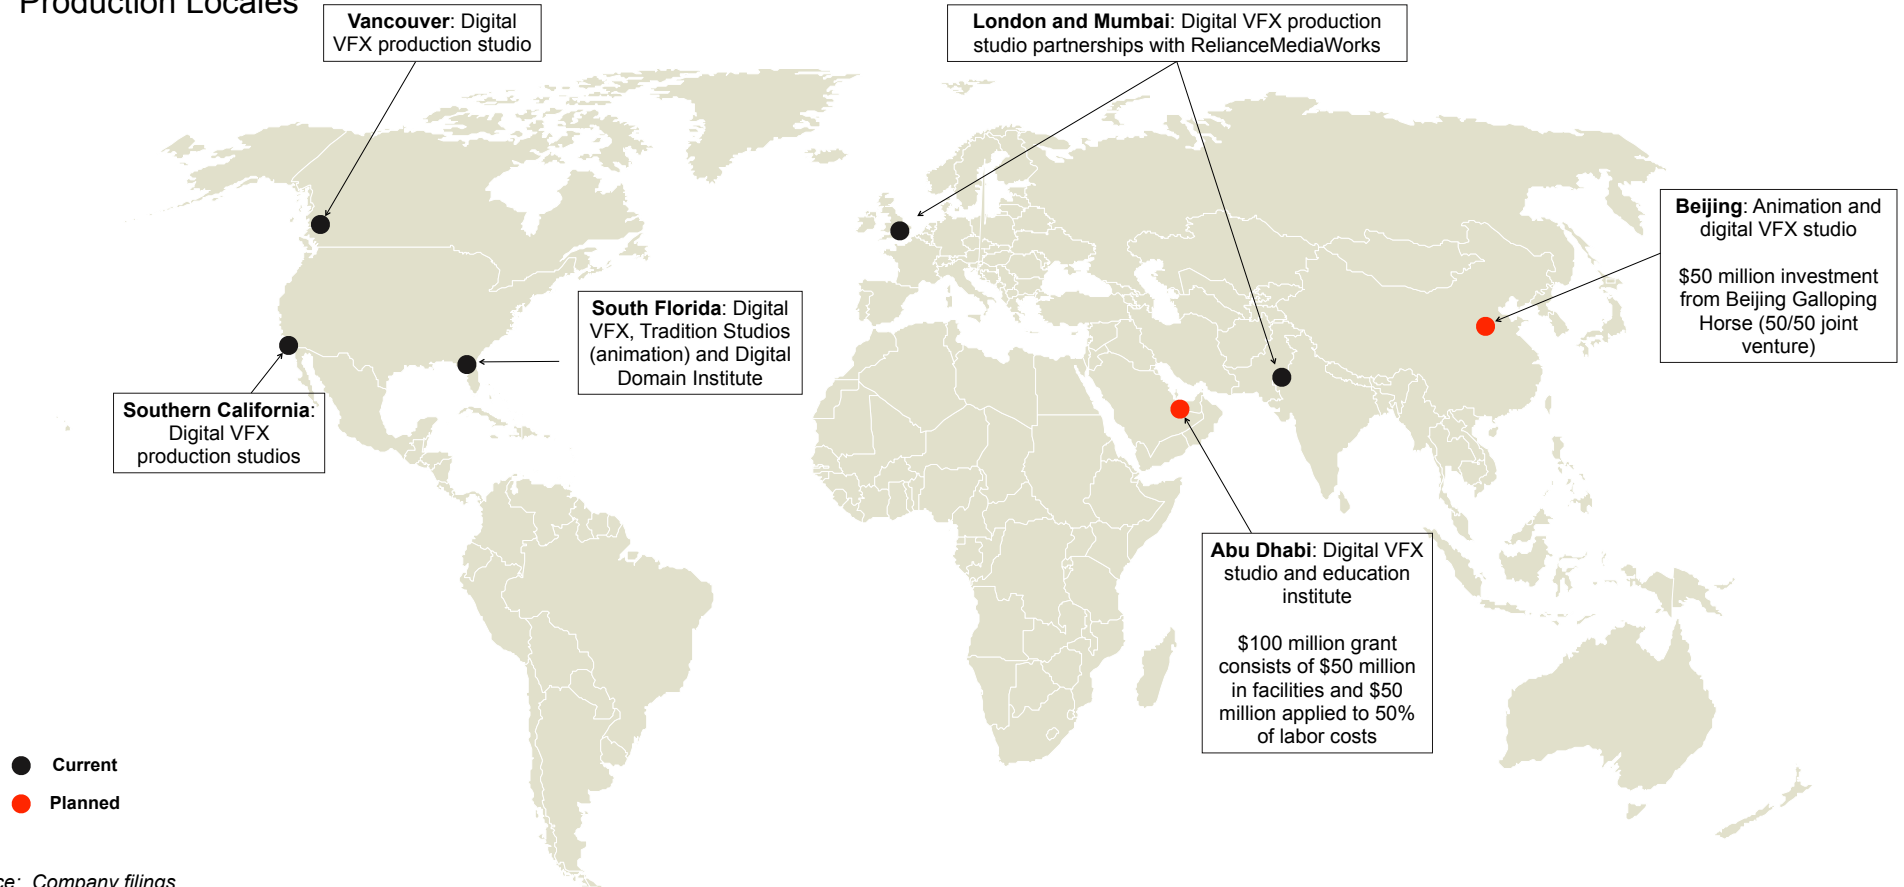 Production Locales
Vancouver: Digital
VFX production studio
London and Mumbai: Digital VFX production
studio partnerships with RelianceMediaWorks
Beijing: Animation and
digital VFX studio
$50 million investment
from Beijing Galloping
Horse (50/50 joint
venture)
South Florida: Digital
VFX, Tradition Studios
(animation) and Digital
Domain Institute
Southern California:
Digital VFX
production studios
Abu Dhabi: Digital VFX
studio and education
institute
$100 million grant
consists of $50 million
in facilities and $50
million applied to 50%
of labor costs
Current
Planned
Company filings